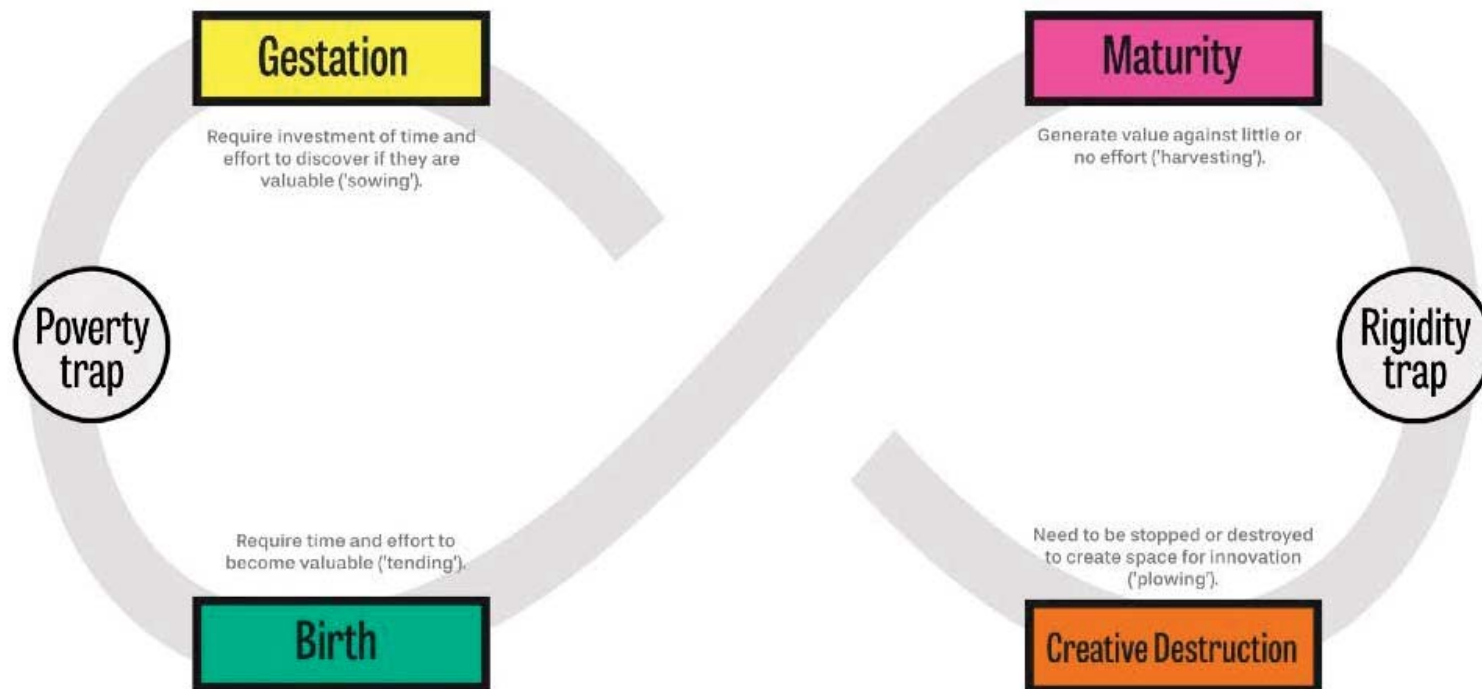 Gestation
Require investment of time and
effort to discover if they are
valuable ('sowing').
Maturity
Generate value against little or
no effort ('harvesting').
Poverty
trap
Rigidity
trap
Require time and effort to
become valuable ('tending').
Birth
Need to be stopped or destroyed
to create space for innovation
('plowing').
Creative Destruction